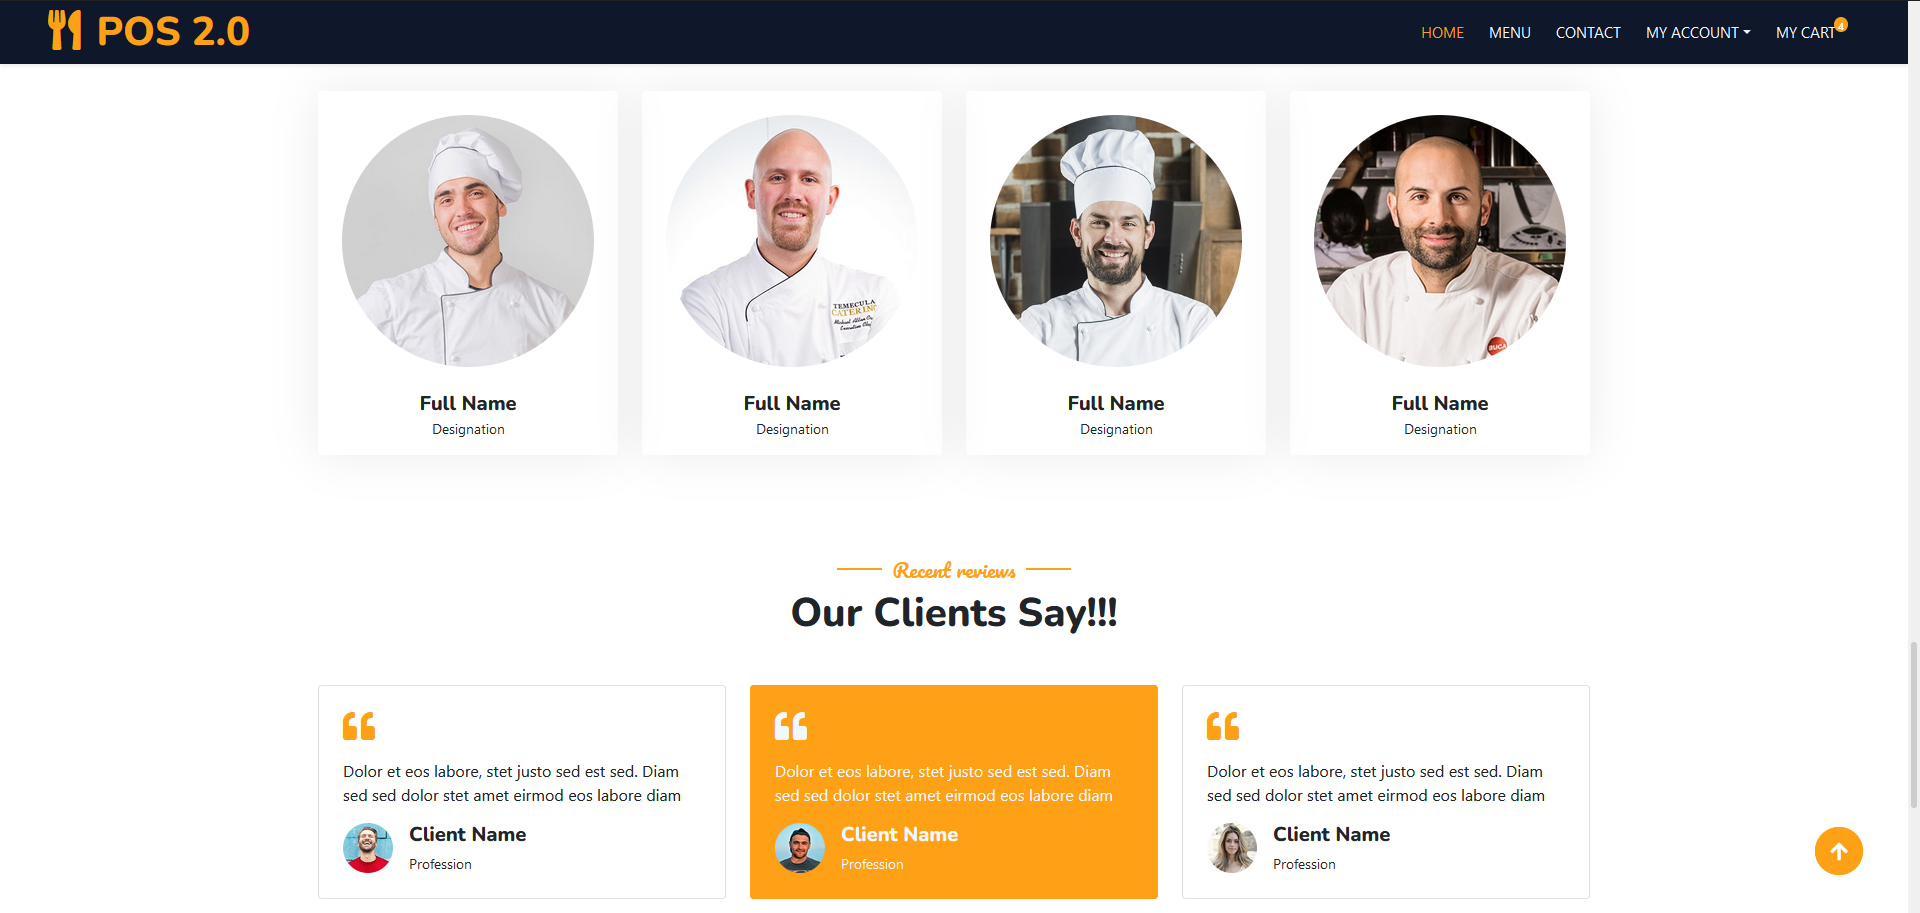 POS 2.0
HOME MENU CONTACT MY ACCOUNT MY CART 4
TEMECULA
CATERING
BUCA
Full Name Full Name Full Name Full Name
Designation Designation Designation Designation
Recent reviews
Our Clients Say!!!
Dolor et eos labore, stet justo sed est sed. Diam
sed sed dolor stet amet eirmod eos labore diam
Client Name
Profession
Dolor et eos labore, stet justo sed est sed. Diam
sed sed dolor stet amet eirmod eos labore diam
Client Name
Profession
Dolor et eos labore, stet justo sed est sed. Diam
sed sed dolor stet amet eirmod eos labore diam
Client Name
Profession